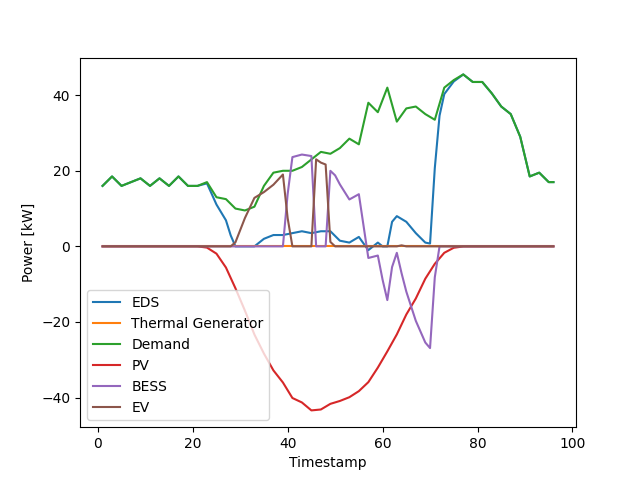 Power [kW]
40
20
0
−20
−40
EDS
Thermal Generator
Demand
PV
BESS
EV
0 20 40 60 80 100
Timestamp